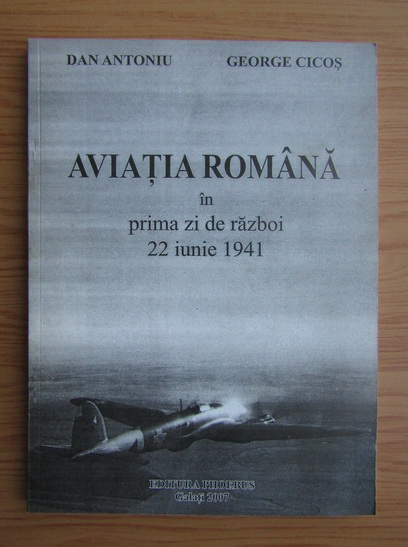 DAN ANTONIU GEORGE CICOȘ
AVIAȚIA ROMÂNĂ
în
prima zi de război
22 iunie 1941
EDITURA PHOEBUS
Galați 2007